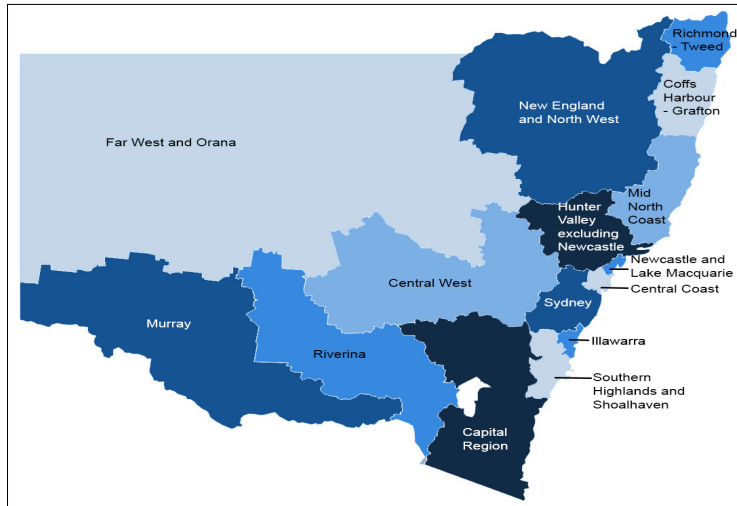 Richmond
- Tweed
Coffs
Harbour
- Grafton
New England
and North West
Far West and Orana
Mid
North
Coast
Hunter
Valley
excluding
Newcastle
Newcastle and
Lake Macquarie
Central West
Central Coast
Sydney
Murray
Illawarra
Riverina
Southern
Highlands and
Shoalhaven
Capital
Region